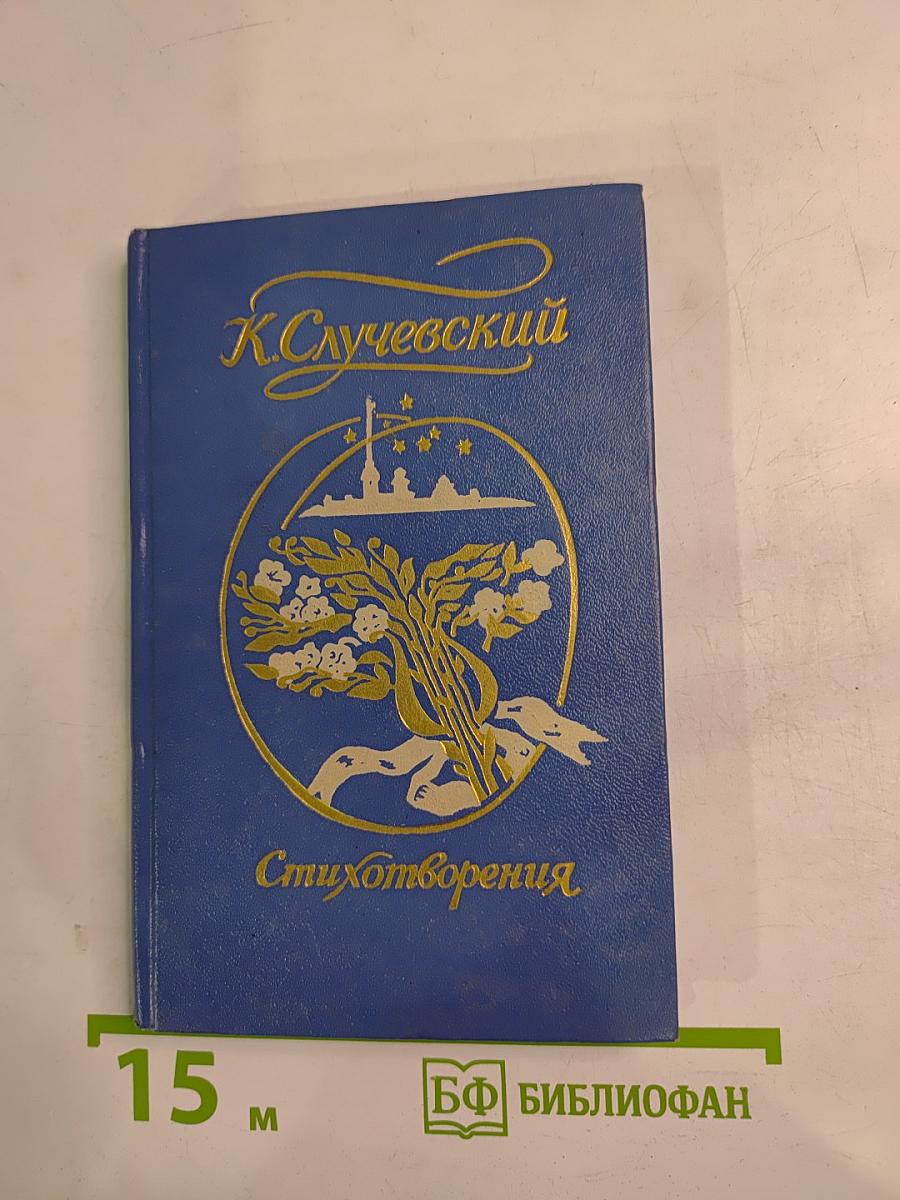 К. Случевский
Стихотворения
15 м
БФ БИБЛИОФАН